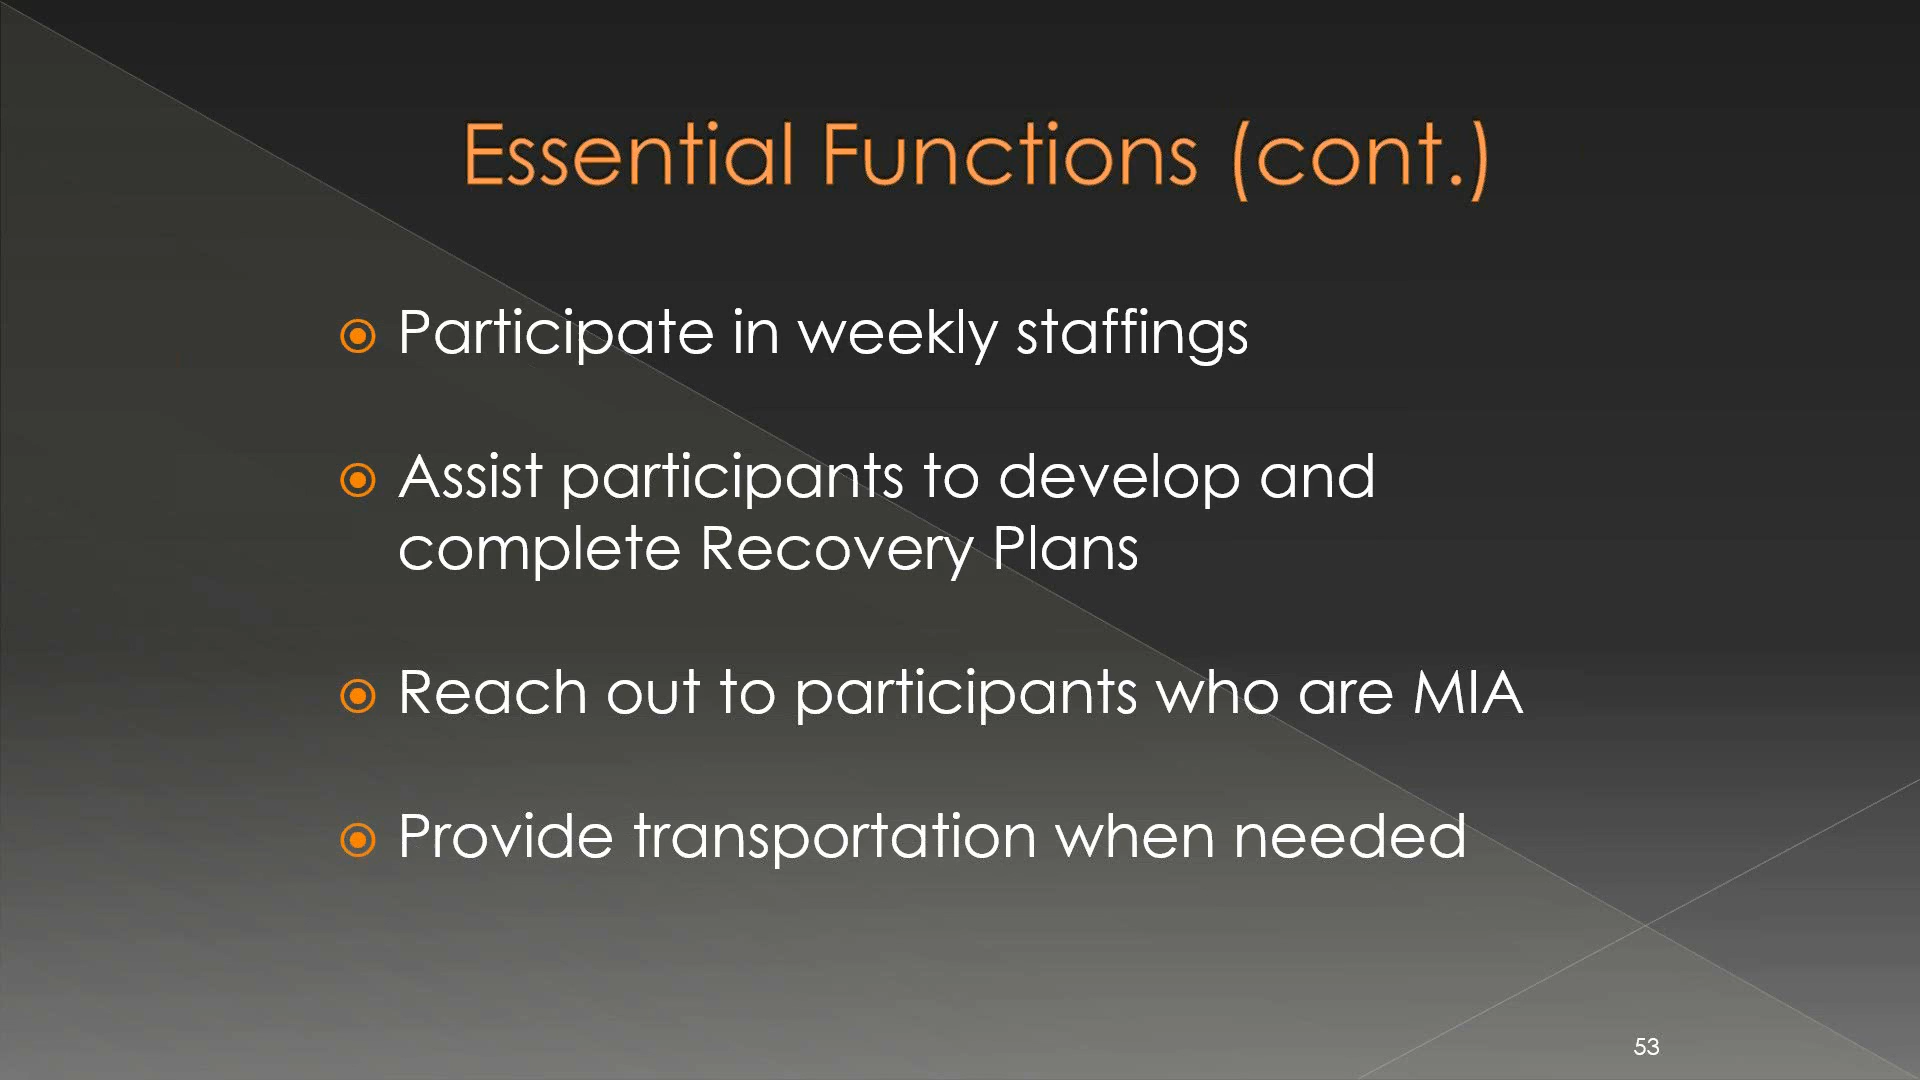 Essential Functions (cont.)
Participate in weekly staffings
Assist participants to develop and
complete Recovery Plans
Reach out to participants who are MIA
Provide transportation when needed
53